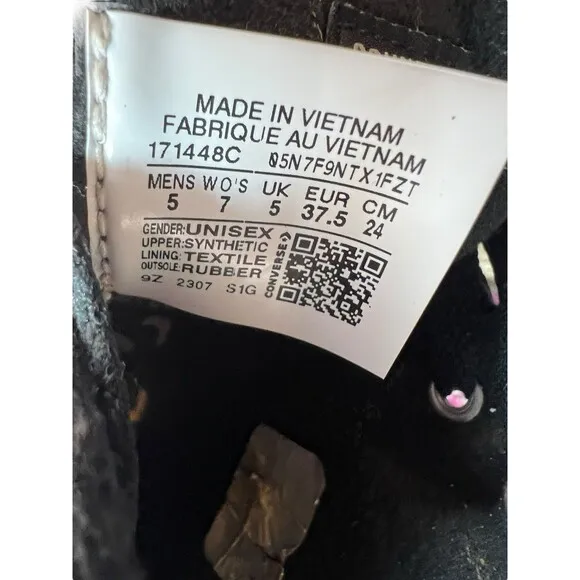 MADE IN VIETNAM
FABRIQUE AU VIETNAM
171448C 05N7F9NTX1FZT
MENS WO'S UK EUR CM
5 7 5 37.5 24
GENDER:UNISEX
UPPER:SYNTHETIC
LINING:TEXTILE
OUTSOLE:RUBBER
9Z 2307 S1G
CONVERSE